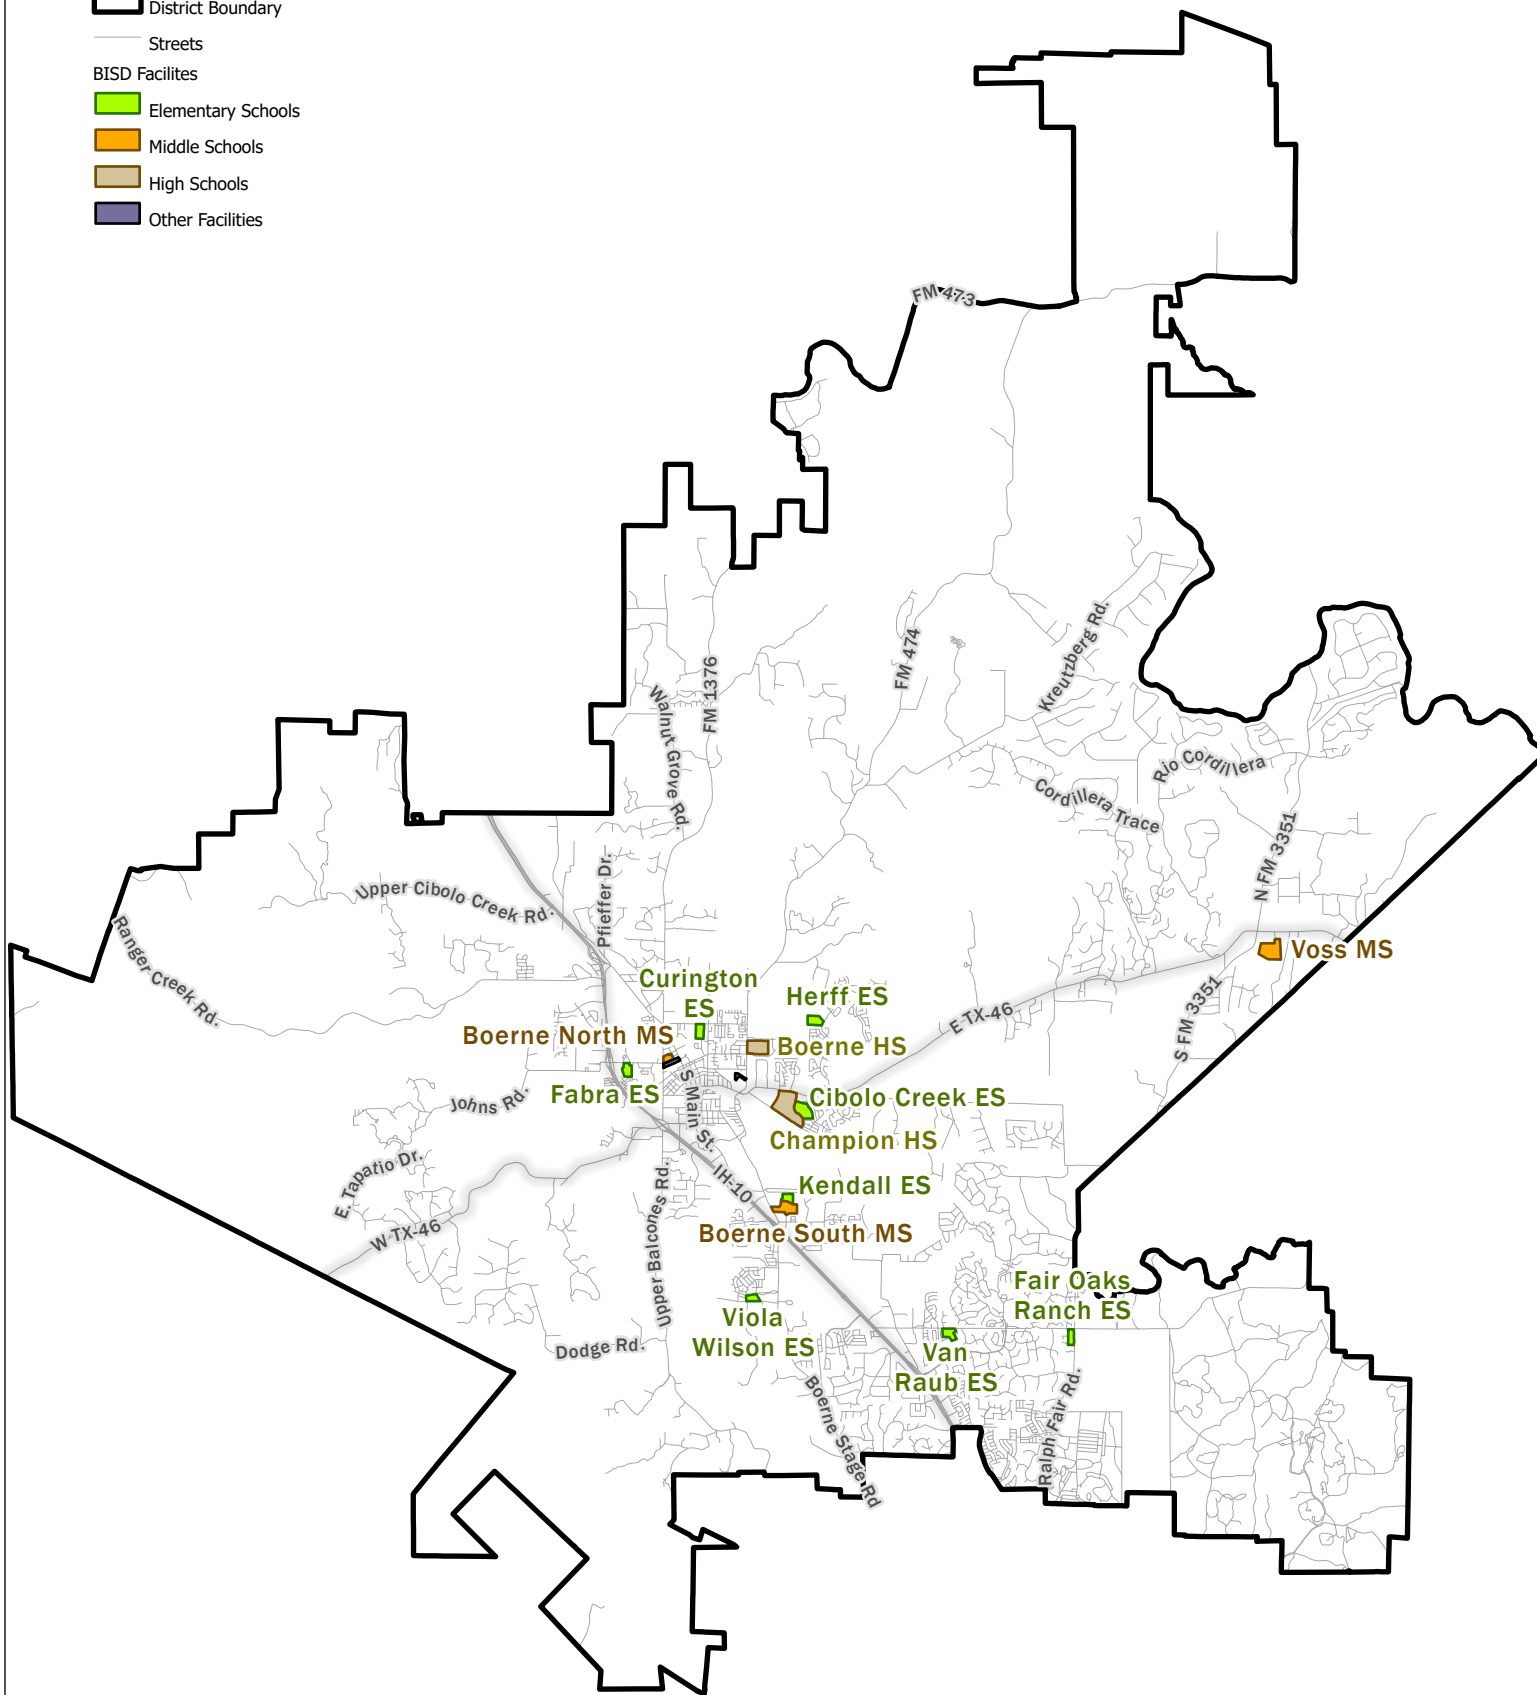 District Boundary
Streets
BISD Facilites
Elementary Schools
Middle Schools
High Schools
Other Facilities
FM 473
FM 474
Kreutzberg Rd.
FM 1376
Walnut Grove Rd.
Rio Cordillera
Cordillera Trace
N FM 3351
Pfieffer Dr.
Upper Cibolo Creek Rd.
Ranger Creek Rd.
Voss MS
Curington
ES
Herff ES
E TX-46
S FM 3351
Boerne North MS
Boerne HS
Fabra ES
S Main St.
Cibolo Creek ES
Johns Rd.
Champion HS
E. Tapatio Dr.
IH-10
Kendall ES
W TX-46
Upper Balcones Rd.
Boerne South MS
Fair Oaks
Ranch ES
Viola
Wilson ES
Dodge Rd.
Van
Raub ES
Boerne Stage Rd
Ralph Fair Rd.